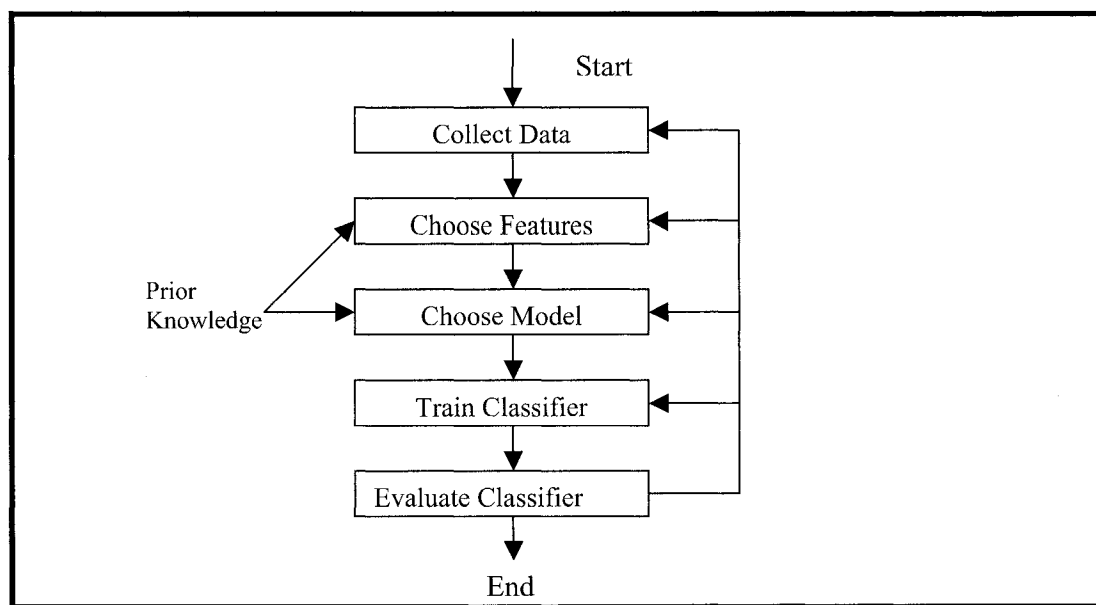 Start
Collect Data
Choose Features
Prior
Knowledge
Choose Model
Train Classifier
Evaluate Classifier
End